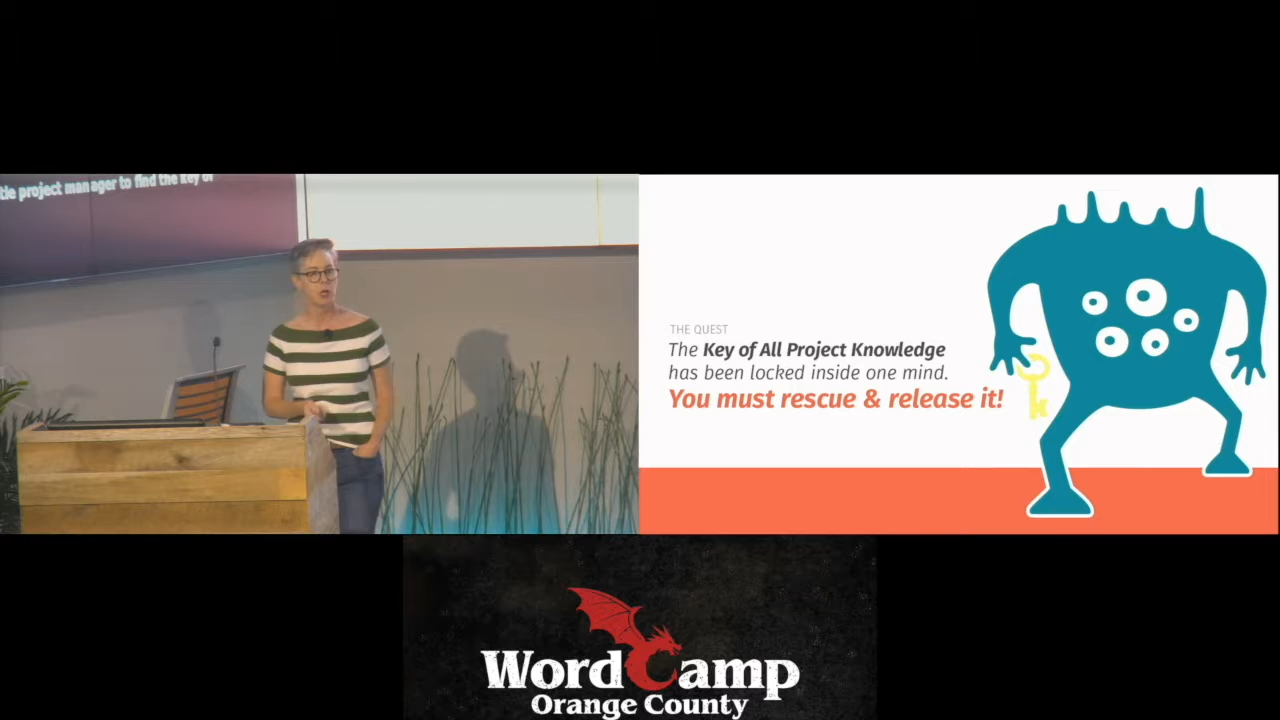 tle project manager to find the key of
THE QUEST
The Key of All Project Knowledge
has been locked inside one mind.
You must rescue & release it!
WordCamp
Orange County